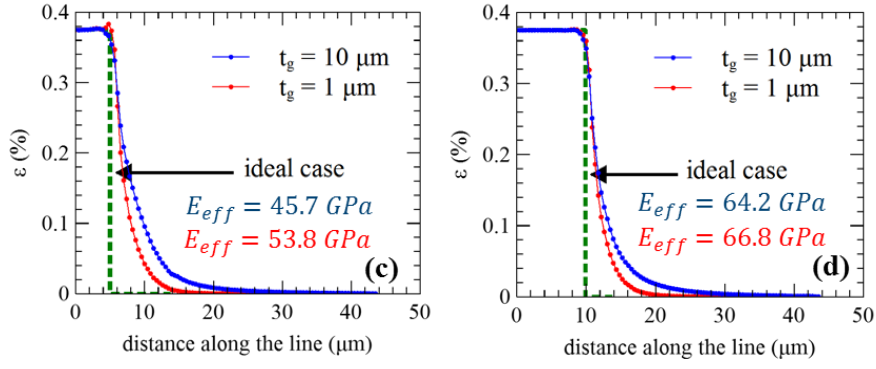 0.4
0.3
0.2
0.1
0
ε (%)
t_g = 10 μm
t_g = 1 μm
ideal case
E_eff = 45.7 GPa
E_eff = 53.8 GPa
(c)
0 10 20 30 40 50
distance along the line (μm)
0.4
0.3
0.2
0.1
0
ε (%)
t_g = 10 μm
t_g = 1 μm
ideal case
E_eff = 64.2 GPa
E_eff = 66.8 GPa
(d)
0 10 20 30 40 50
distance along the line (μm)